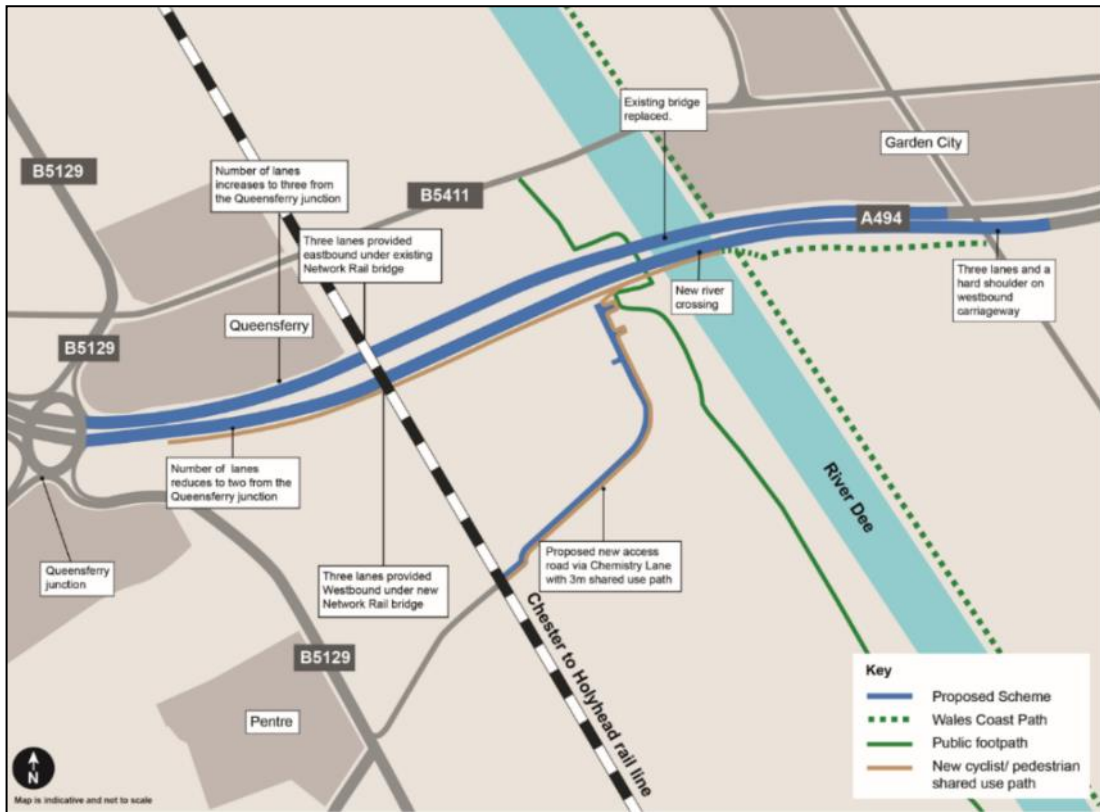 Existing bridge
replaced.
Garden City
B5129
Number of lanes
increases to three from
the Queensferry junction
B5411
A494
Three lanes provided
eastbound under existing
Network Rail bridge
New river
crossing
Three lanes and a
hard shoulder on
westbound
carriageway
Queensferry
B5129
River Dee
Number of lanes
reduces to two from the
Queensferry junction
Queensferry
junction
Three lanes provided
Westbound under new
Network Rail bridge
Proposed new access
road via Chemistry Lane
with 3m shared use path
Chester to Holyhead rail line
B5129
Pentre
Key
Proposed Scheme
Wales Coast Path
Public footpath
New cyclist/ pedestrian
shared use path
N
Map is indicative and not to scale